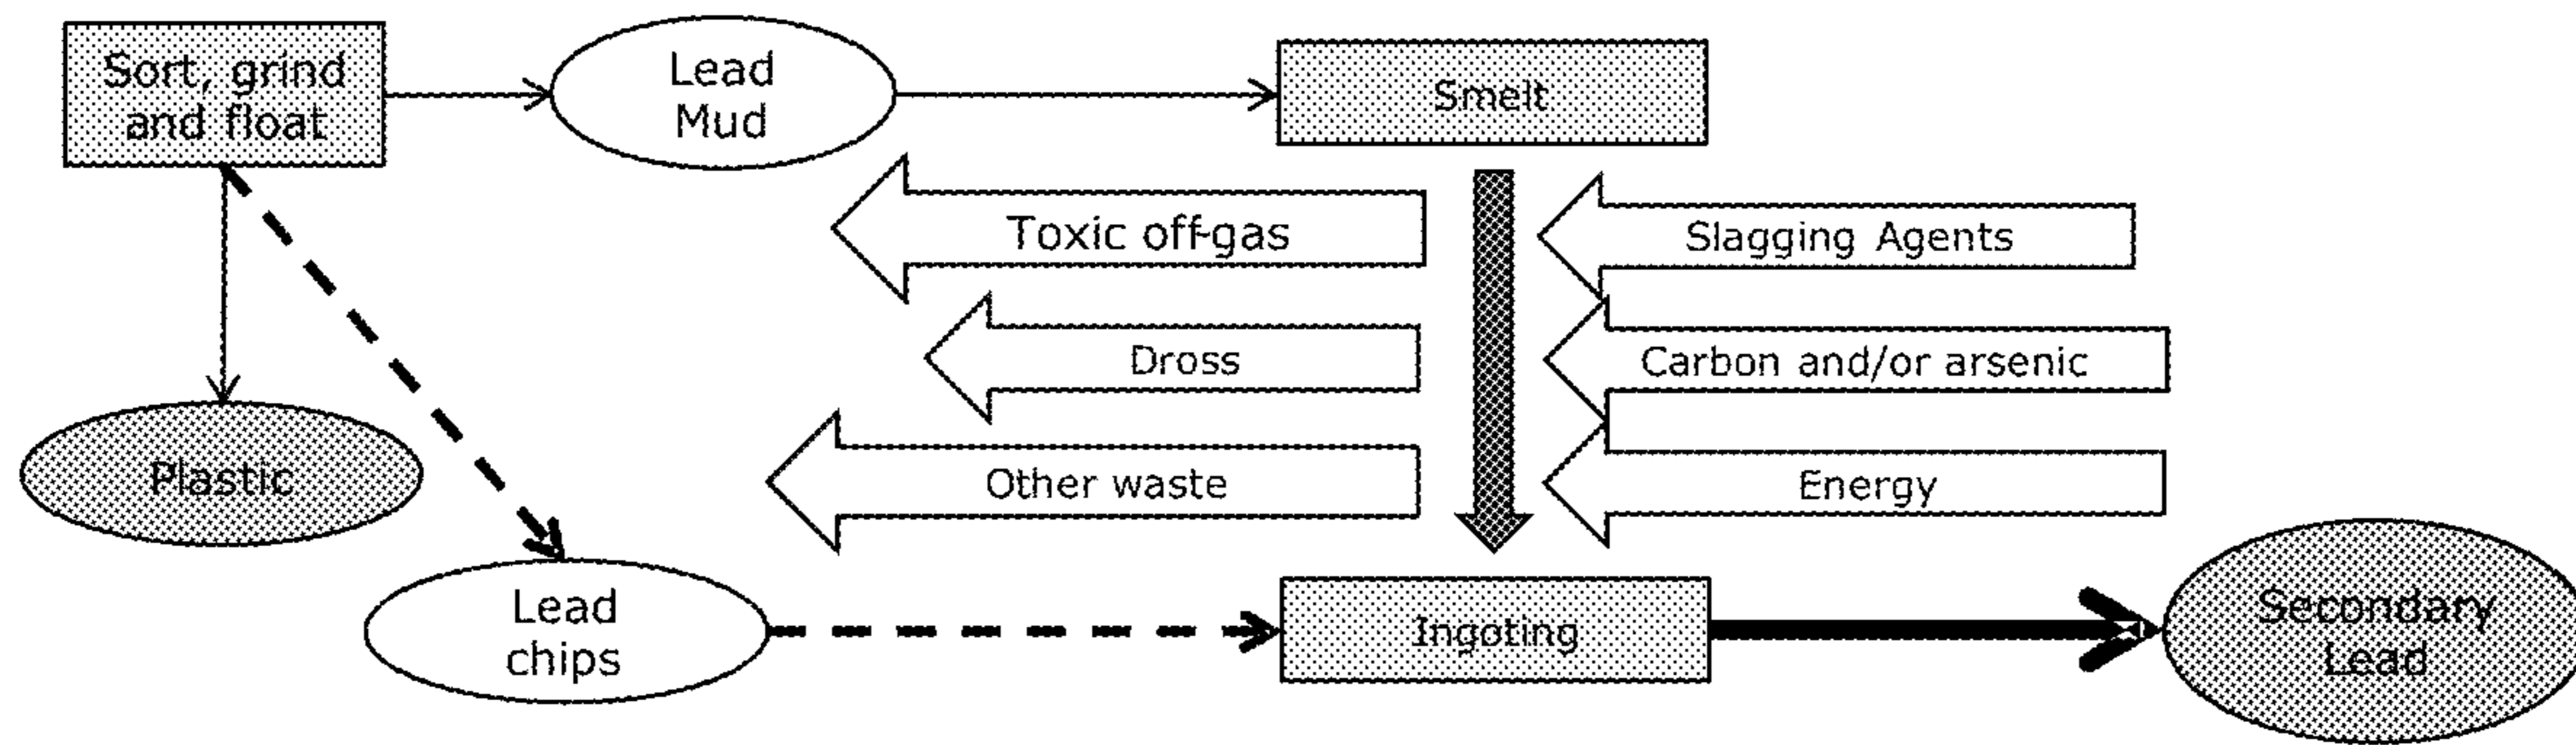 Sort, grind
and float
Lead
Mud
Smelt
Toxic off-gas
Slagging Agents
Dross
Carbon and/or arsenic
Plastic
Other waste
Energy
Lead
chips
Ingoting
Secondary
Lead